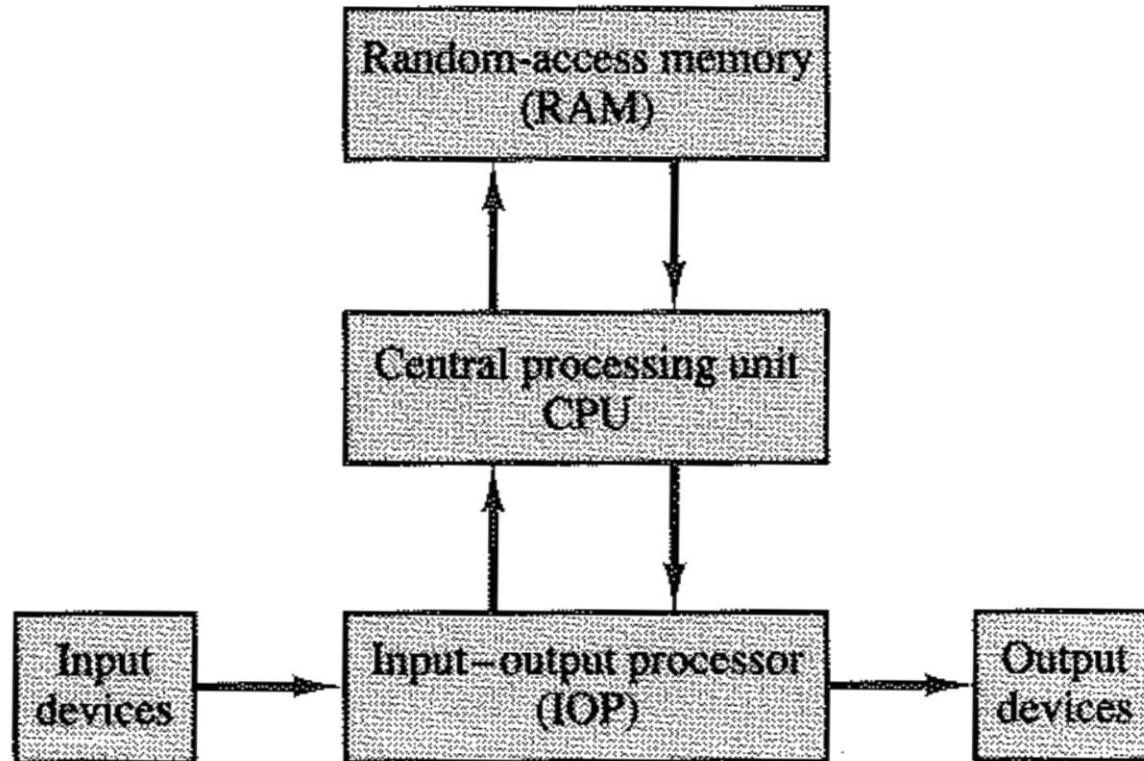 Random-access memory
(RAM)
Central processing unit
CPU
Input
devices
Input–output processor
(IOP)
Output
devices